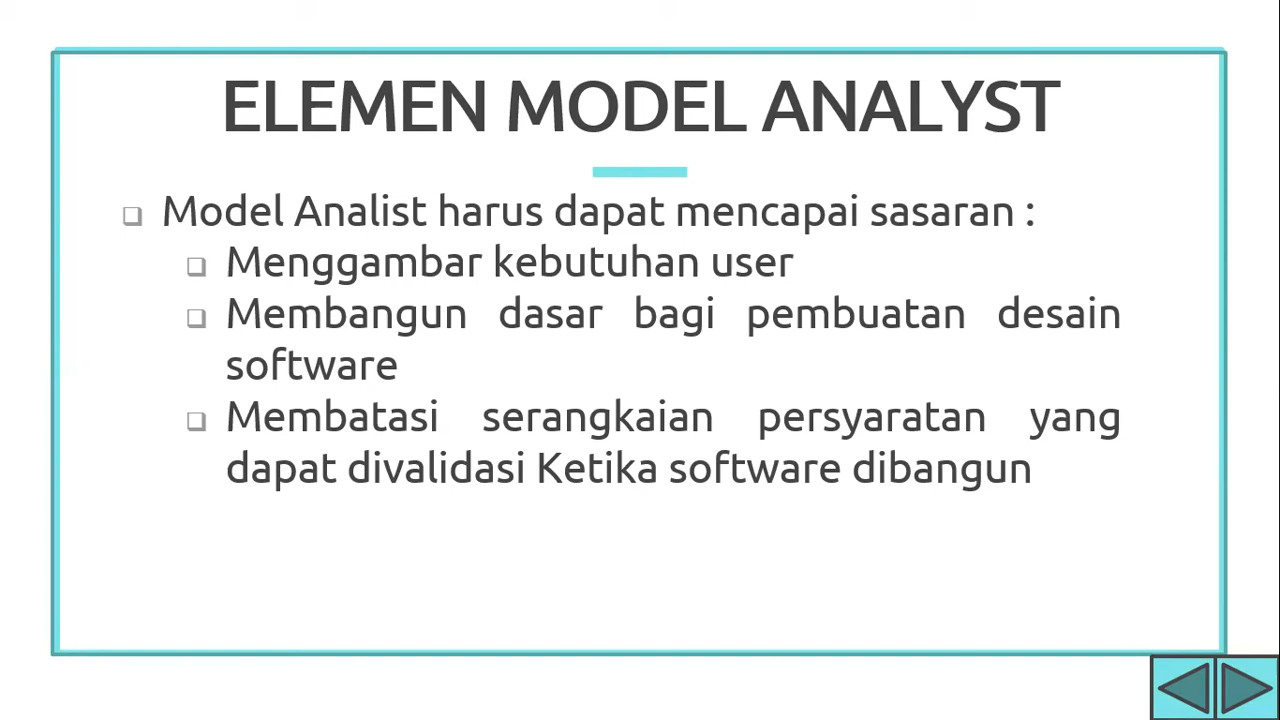 ELEMEN MODEL ANALYST
Model Analist harus dapat mencapai sasaran :
Menggambar kebutuhan user
Membangun dasar bagi pembuatan desain
software
Membatasi serangkaian persyaratan yang
dapat divalidasi Ketika software dibangun